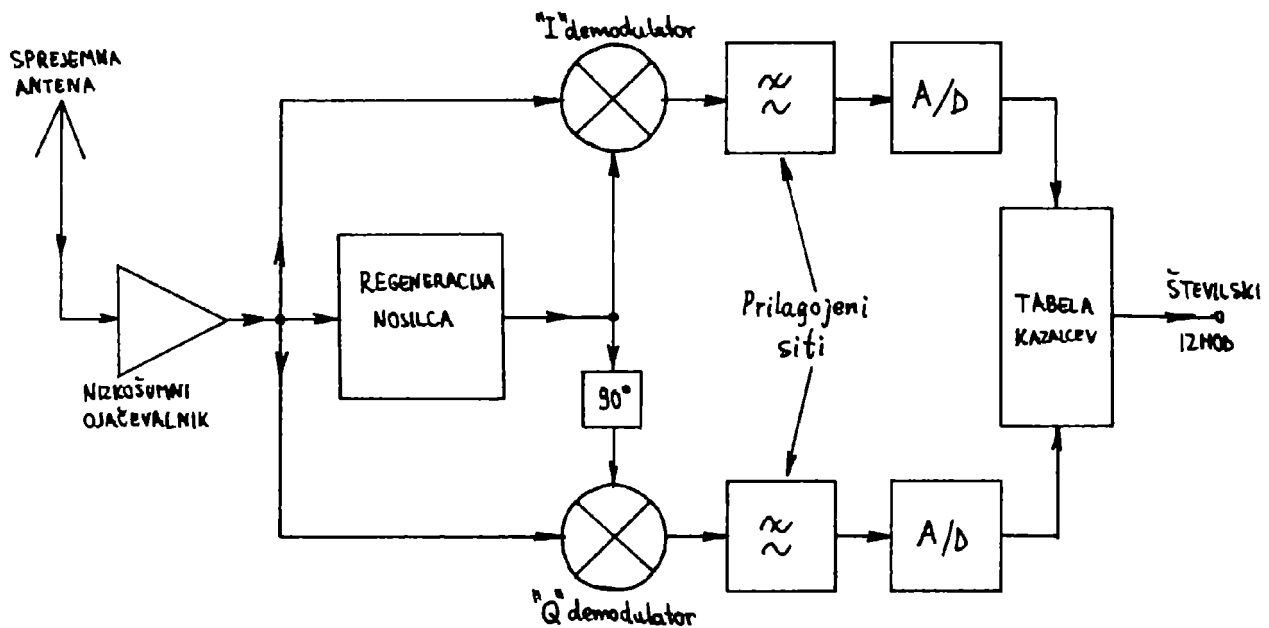 "I" demodulator
SPREJEMNA
ANTENA
A/D
REGENERACIJA
NOSILCA
Prilagojeni
siti
TABELA
KAZALCEV
ŠTEVILSKI
IZHOD
NIZKOŠUMNI
OJAČEVALNIK
90°
A/D
"Q" demodulator